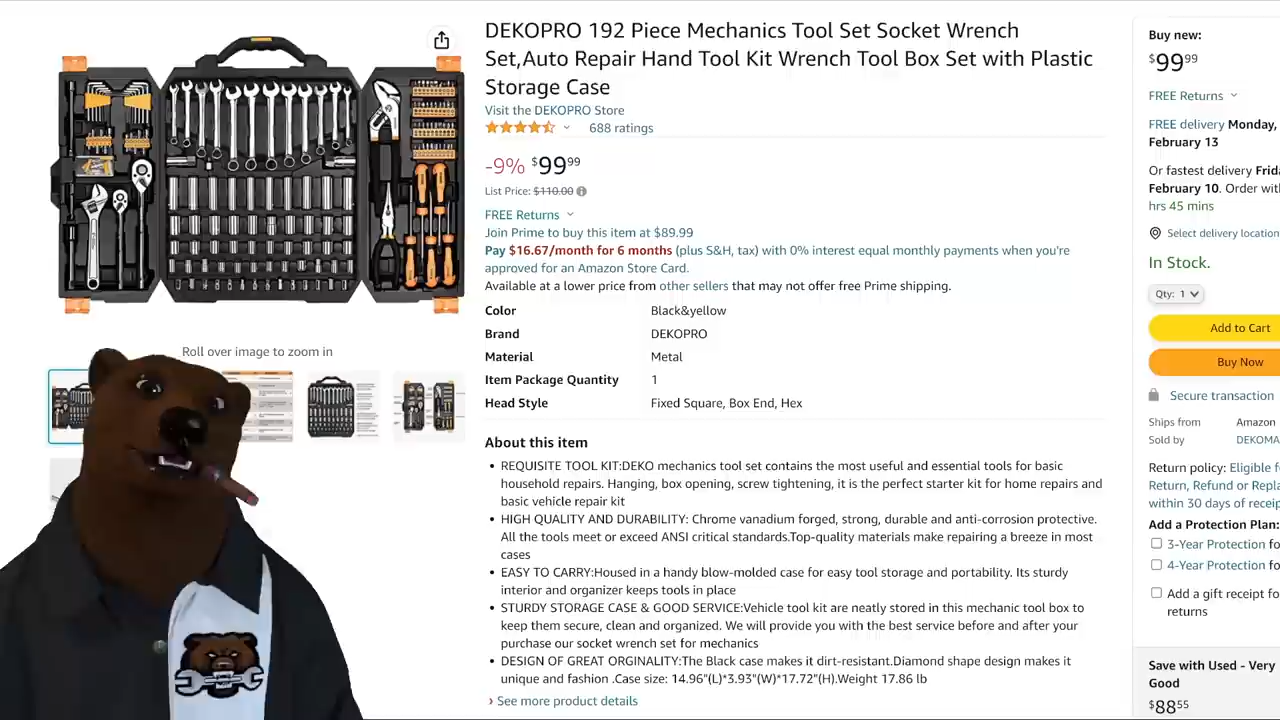 DEKOPRO 192 Piece Mechanics Tool Set Socket Wrench
Set,Auto Repair Hand Tool Kit Wrench Tool Box Set with Plastic
Storage Case
Visit the DEKOPRO Store
688 ratings
-9% $99 99
List Price: $110.00
FREE Returns
Join Prime to buy this item at $89.99
Pay $16.67/month for 6 months (plus S&H, tax) with 0% interest equal monthly payments when you're
approved for an Amazon Store Card.
Available at a lower price from other sellers that may not offer free Prime shipping.
Color Black&yellow
Brand DEKOPRO
Material Metal
Item Package Quantity 1
Head Style Fixed Square, Box End, Hex
Roll over image to zoom in
About this item
• REQUISITE TOOL KIT:DEKO mechanics tool set contains the most useful and essential tools for basic
household repairs. Hanging, box opening, screw tightening, it is the perfect starter kit for home repairs and
basic vehicle repair kit
• HIGH QUALITY AND DURABILITY: Chrome vanadium forged, strong, durable and anti-corrosion protective.
All the tools meet or exceed ANSI critical standards.Top-quality materials make repairing a breeze in most
cases
• EASY TO CARRY:Housed in a handy blow-molded case for easy tool storage and portability. Its sturdy
interior and organizer keeps tools in place
• STURDY STORAGE CASE & GOOD SERVICE:Vehicle tool kit are neatly stored in this mechanic tool box to
keep them secure, clean and organized. We will provide you with the best service before and after your
purchase our socket wrench set for mechanics
• DESIGN OF GREAT ORGINALITY:The Black case makes it dirt-resistant.Diamond shape design makes it
unique and fashion .Case size: 14.96"(L)*3.93"(W)*17.72"(H).Weight 17.86 lb
› See more product details
Buy new:
$99 99
FREE Returns
FREE delivery Monday,
February 13
Or fastest delivery Frid
February 10. Order with
hrs 45 mins
Select delivery location
In Stock.
Qty: 1
Add to Cart
Buy Now
Secure transaction
Ships from Amazon
Sold by DEKOMA
Return policy: Eligible f
Return, Refund or Repla
within 30 days of receip
Add a Protection Plan:
3-Year Protection fo
4-Year Protection fo
Add a gift receipt fo
returns
Save with Used - Very
Good
$88 55